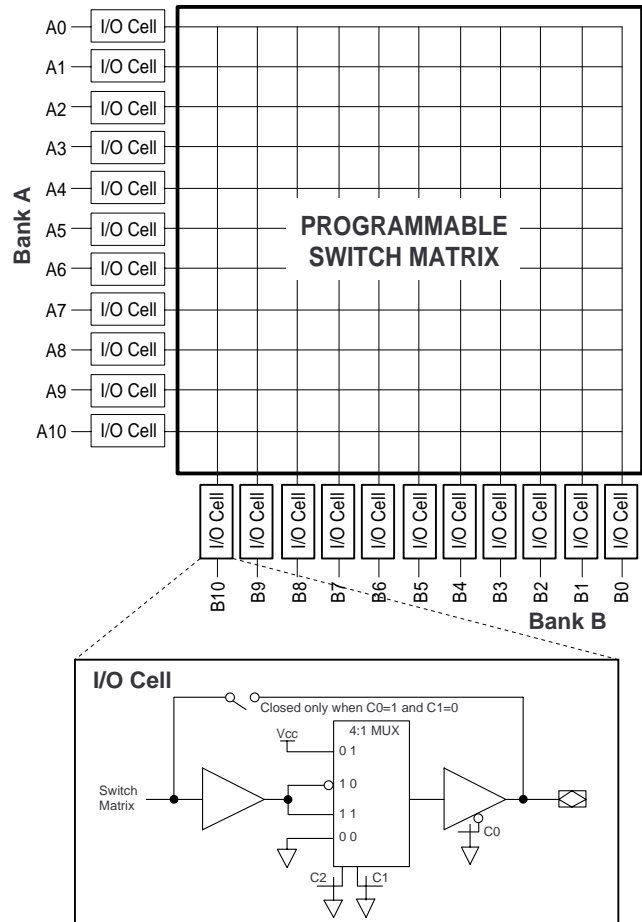 A0 I/O Cell
A1 I/O Cell
A2 I/O Cell
A3 I/O Cell
A4 I/O Cell
A5 I/O Cell
A6 I/O Cell
A7 I/O Cell
A8 I/O Cell
A9 I/O Cell
A10 I/O Cell
Bank A
PROGRAMMABLE
SWITCH MATRIX
I/O Cell I/O Cell I/O Cell I/O Cell I/O Cell I/O Cell I/O Cell I/O Cell I/O Cell I/O Cell I/O Cell
B10 B9 B8 B7 B6 B5 B4 B3 B2 B1 B0
Bank B
I/O Cell
Closed only when C0=1 and C1=0
4:1 MUX
Vcc
0 1
Switch
Matrix
1 0
1 1
0 0
C0
C2 C1